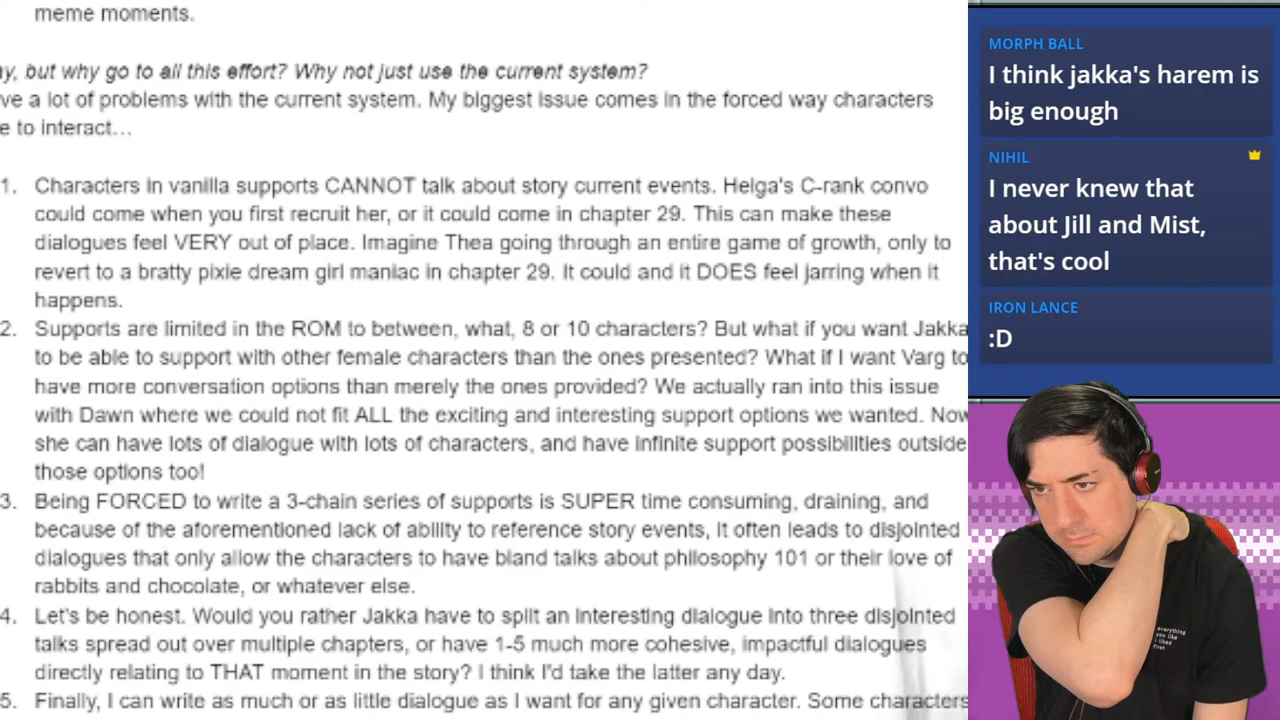 meme moments.
ay, but why go to all this effort? Why not just use the current system?
ve a lot of problems with the current system. My biggest issue comes in the forced way characters
e to interact...
1. Characters in vanilla supports CANNOT talk about story current events. Helga's C-rank convo
could come when you first recruit her, or it could come in chapter 29. This can make these
dialogues feel VERY out of place. Imagine Thea going through an entire game of growth, only to
revert to a bratty pixie dream girl maniac in chapter 29. It could and it DOES feel jarring when it
happens.
2. Supports are limited in the ROM to between, what, 8 or 10 characters? But what if you want Jakka
to be able to support with other female characters than the ones presented? What if I want Varg to
have more conversation options than merely the ones provided? We actually ran into this issue
with Dawn where we could not fit ALL the exciting and interesting support options we wanted. Now
she can have lots of dialogue with lots of characters, and have infinite support possibilities outside
those options too!
3. Being FORCED to write a 3-chain series of supports is SUPER time consuming, draining, and
because of the aforementioned lack of ability to reference story events, it often leads to disjointed
dialogues that only allow the characters to have bland talks about philosophy 101 or their love of
rabbits and chocolate, or whatever else.
4. Let's be honest. Would you rather Jakka have to split an interesting dialogue into three disjointed
talks spread out over multiple chapters, or have 1-5 much more cohesive, impactful dialogues
directly relating to THAT moment in the story? I think I'd take the latter any day.
5. Finally, I can write as much or as little dialogue as I want for any given character. Some characters
MORPH BALL
I think jakka's harem is
big enough
NIHIL
I never knew that
about Jill and Mist,
that's cool
IRON LANCE
:D
everything
you like
i liked
first